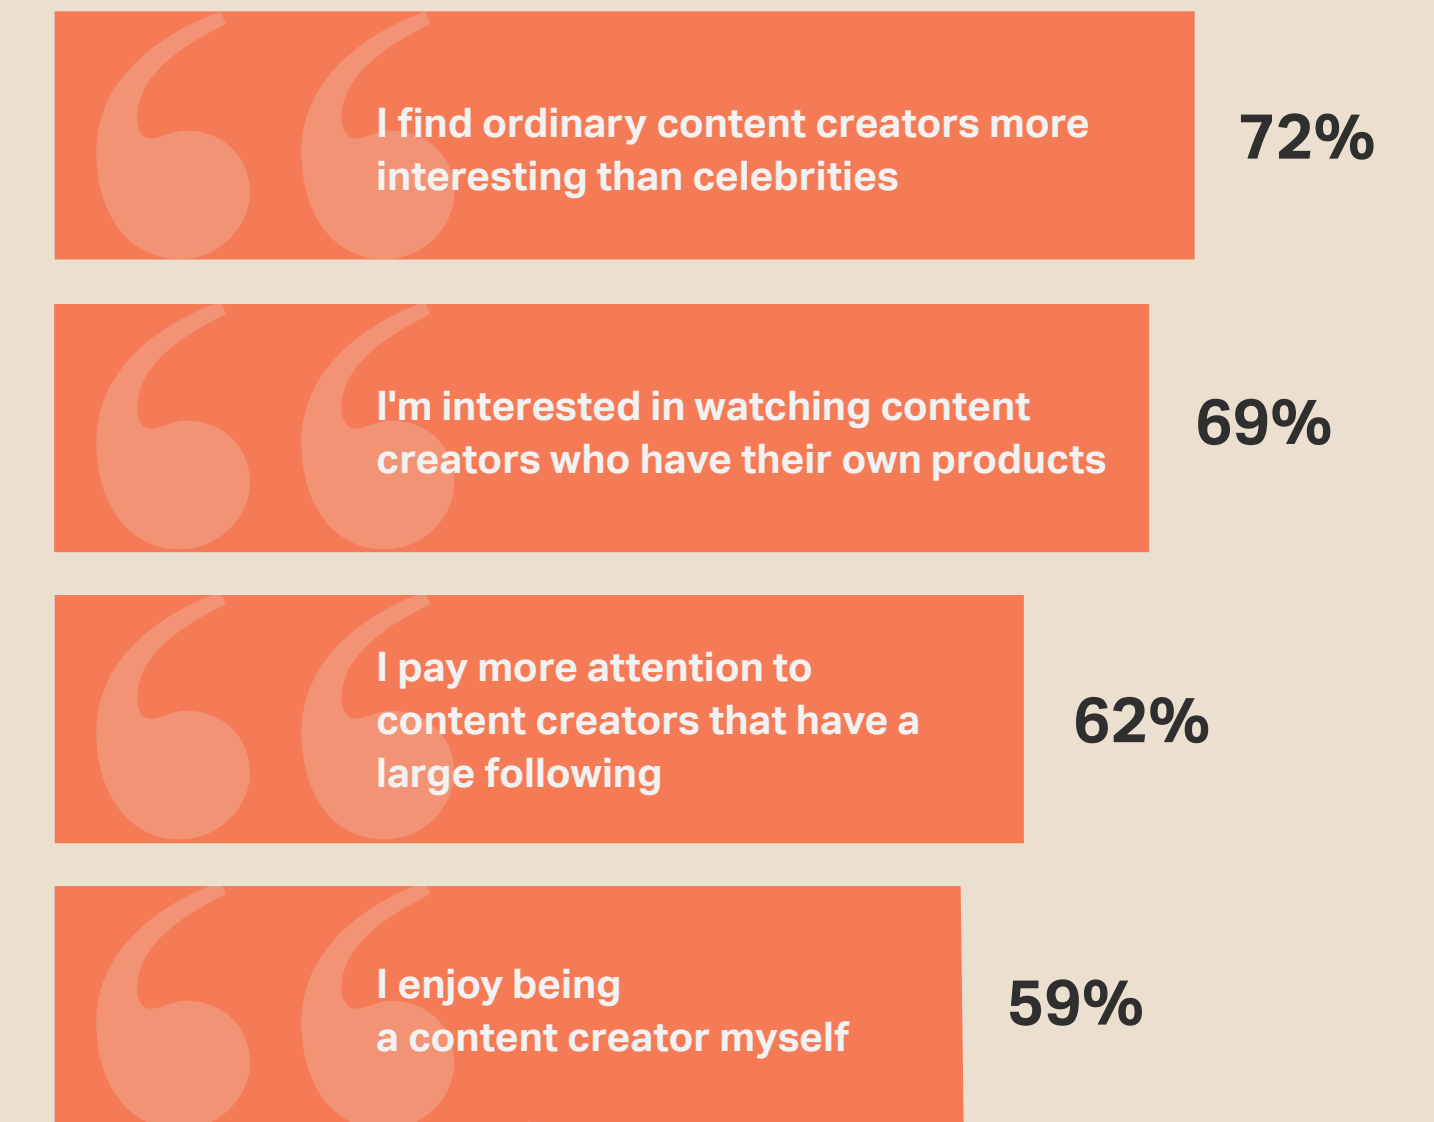 I find ordinary content creators more
interesting than celebrities
72%
I'm interested in watching content
creators who have their own products
69%
I pay more attention to
content creators that have a
large following
62%
I enjoy being
a content creator myself
59%